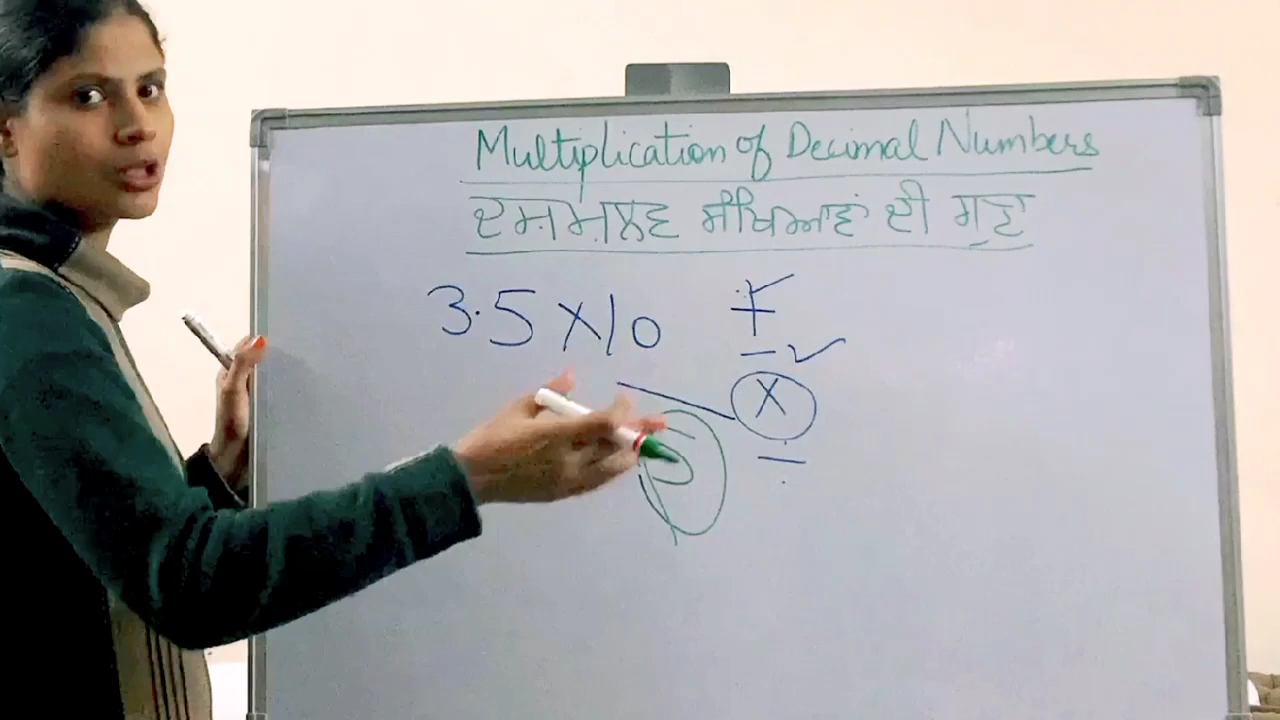 Multiplication of Decimal Numbers
ਦਸ਼ਮਲਵ ਸੰਖਿਆਵਾਂ ਦੀ ਗੁਣਾ
3.5 × 10
+ ✓
− ✓
×
÷